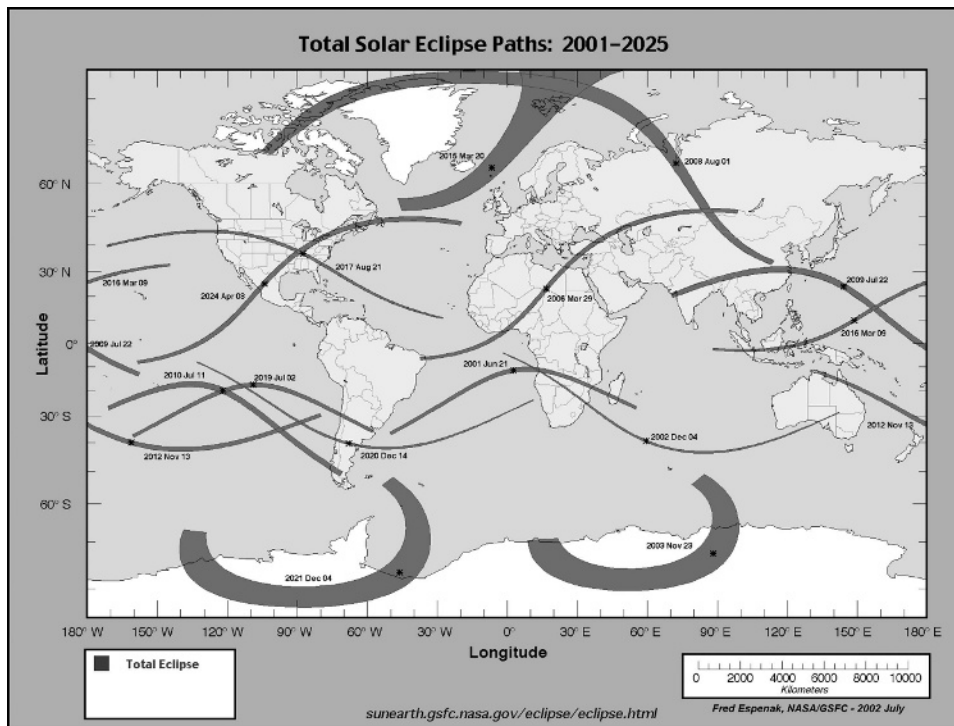 Total Solar Eclipse Paths: 2001–2025
2015 Mar 20
2008 Aug 01
60° N
2017 Aug 21
30° N
2016 Mar 09
2024 Apr 08
2006 Mar 29
2009 Jul 22
2016 Mar 09
Latitude
0°
2009 Jul 22
2010 Jul 11
2019 Jul 02
2001 Jun 21
30° S
2012 Nov 13
2020 Dec 14
2002 Dec 04
2012 Nov 13
60° S
2003 Nov 23
2021 Dec 04
180° W 150° W 120° W 90° W 60° W 30° W 0° 30° E 60° E 90° E 120° E 150° E 180° E
Longitude
Total Eclipse
0 2000 4000 6000 8000 10000
Kilometers
Fred Espenak, NASA/GSFC - 2002 July
sunearth.gsfc.nasa.gov/eclipse/eclipse.html